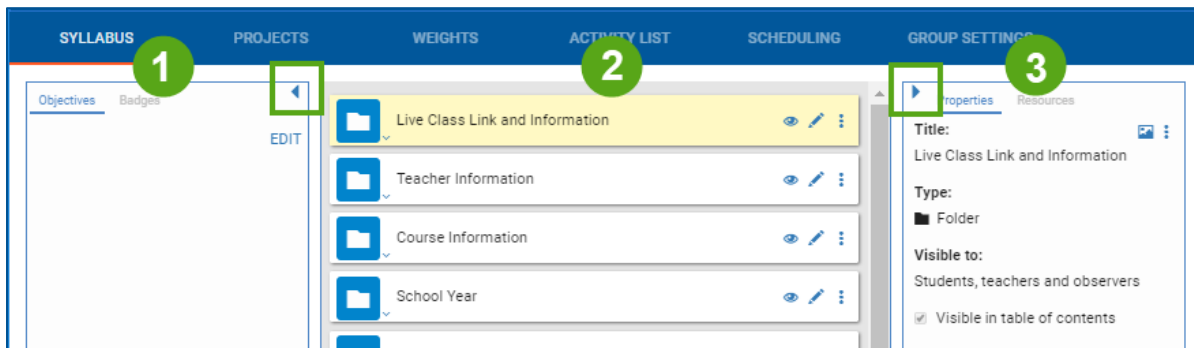 SYLLABUS PROJECTS WEIGHTS ACTIVITY LIST SCHEDULING GROUP SETTINGS
1 2 3
Objectives Badges
EDIT
Live Class Link and Information
Teacher Information
Course Information
School Year
Properties Resources
Title:
Live Class Link and Information
Type:
Folder
Visible to:
Students, teachers and observers
Visible in table of contents